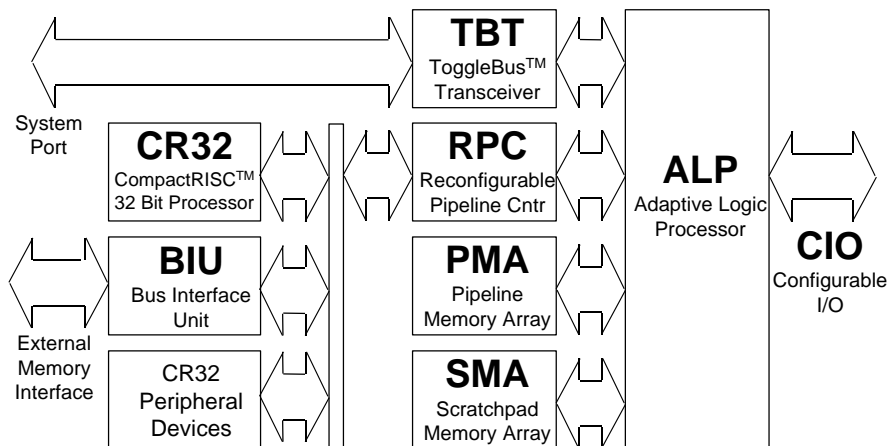 TBT
ToggleBus™
Transceiver
System
Port
CR32
CompactRISC™
32 Bit Processor
RPC
Reconfigurable
Pipeline Cntr
ALP
Adaptive Logic
Processor
CIO
Configurable
I/O
BIU
Bus Interface
Unit
PMA
Pipeline
Memory Array
External
Memory
Interface
CR32
Peripheral
Devices
SMA
Scratchpad
Memory Array